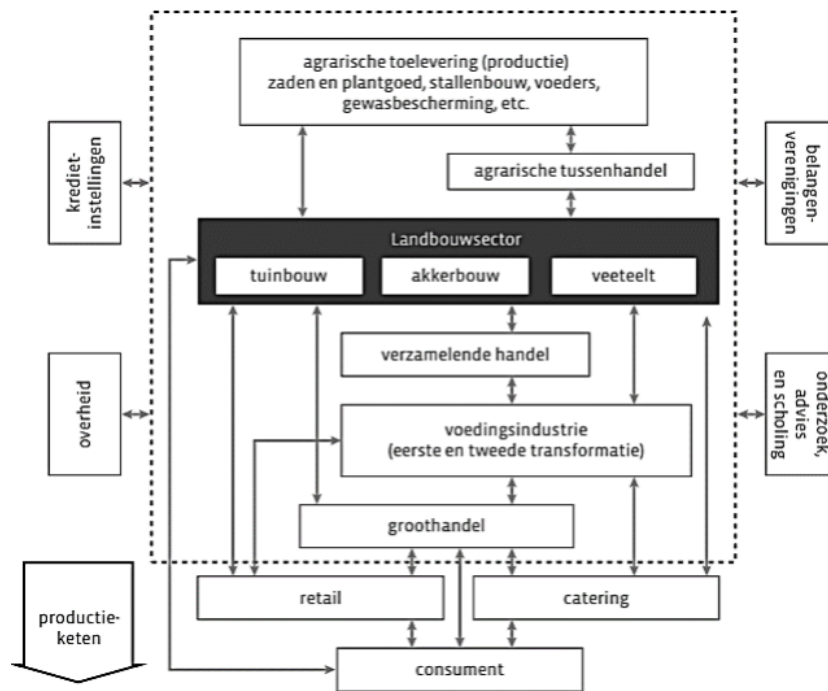 agrarische toelevering (productie)
zaden en plantgoed, stallenbouw, voeders,
gewasbescherming, etc.
krediet-
instellingen
agrarische tussenhandel
belangen-
verenigingen
Landbouwsector
tuinbouw
akkerbouw
veeteelt
verzamelende handel
overheid
voedingsindustrie
(eerste en tweede transformatie)
onderzoek,
advies
en scholing
groothandel
productie-
keten
retail
catering
consument